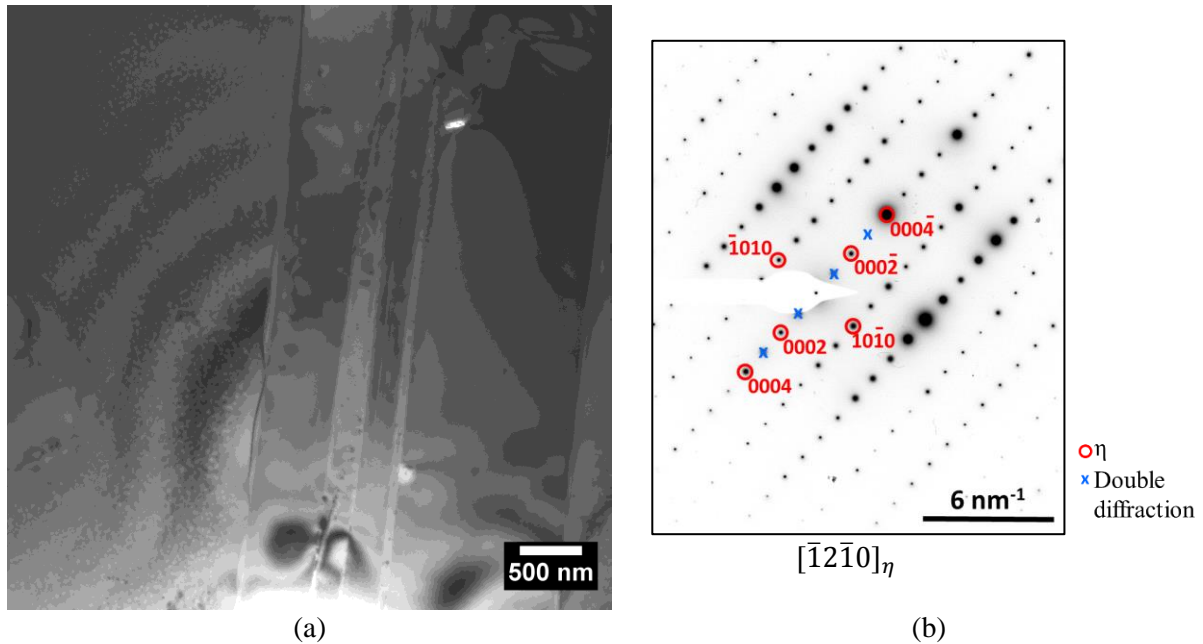 500 nm
(a)
0004̄
1̄010
0002̄
0002
101̄0
0004
6 nm⁻¹
η
Double
diffraction
[1̄21̄0]η
(b)